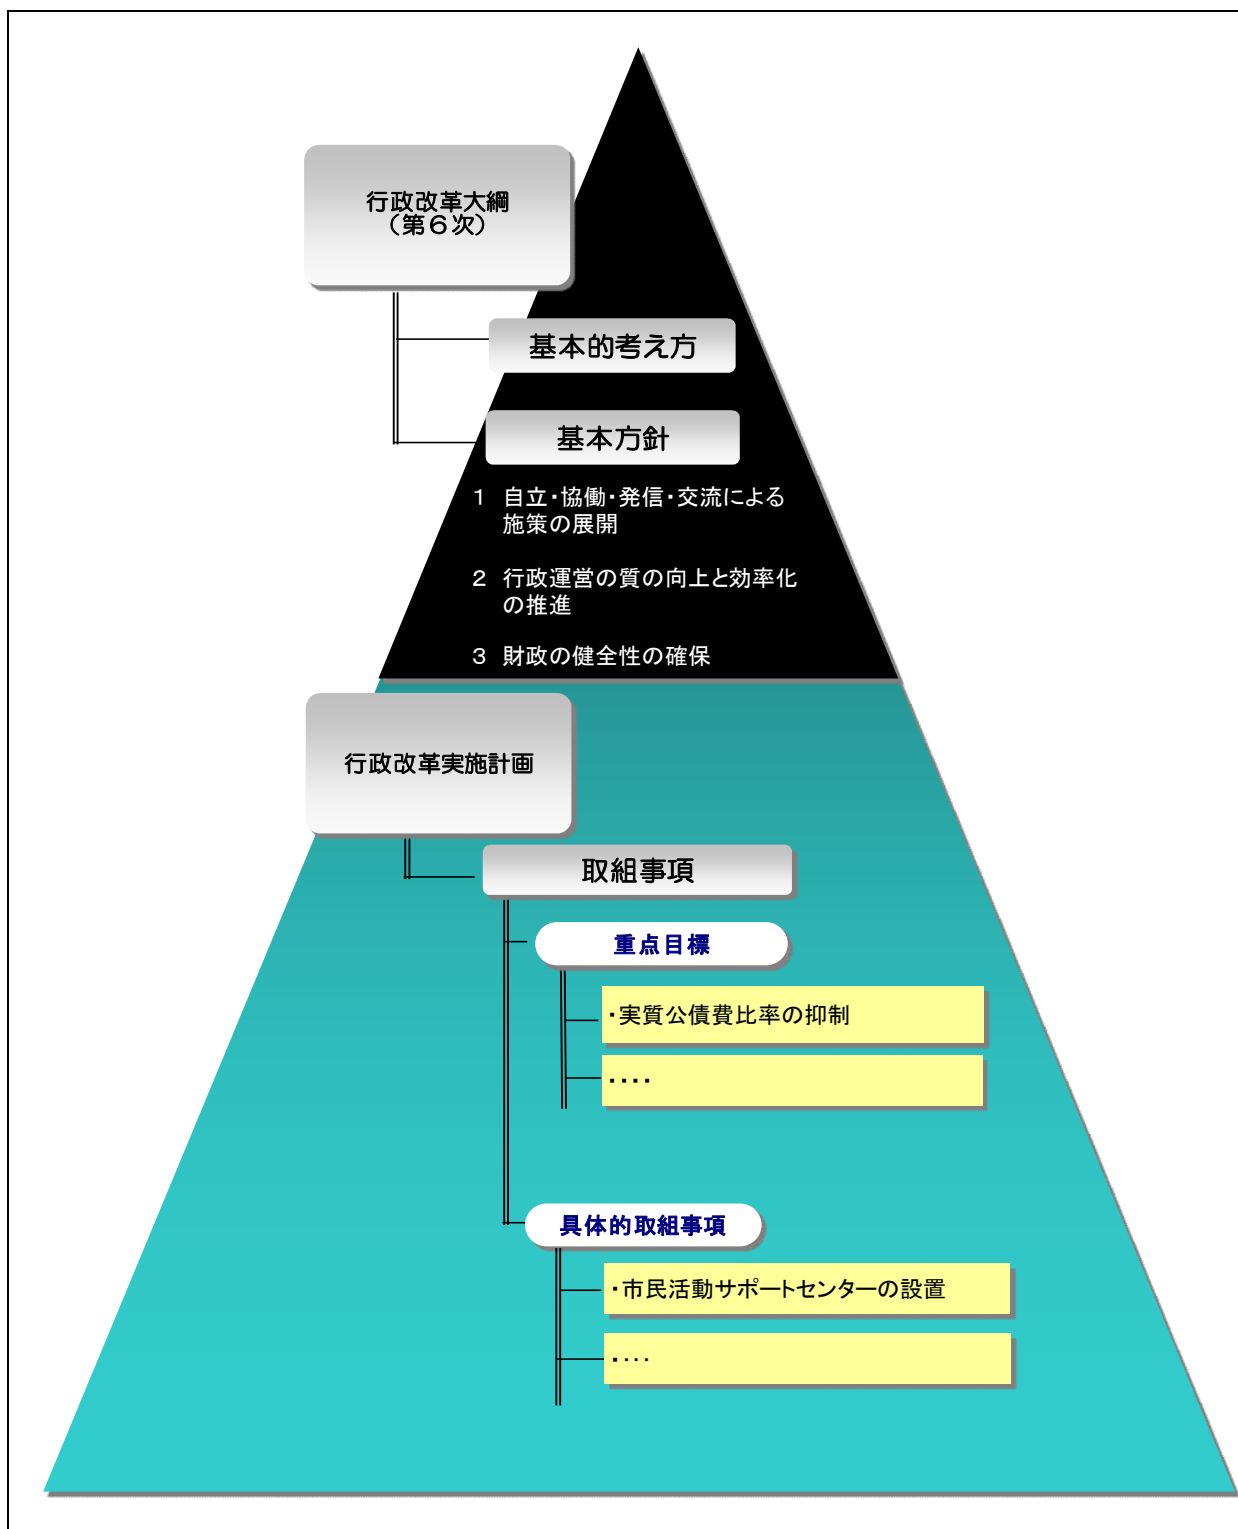 行政改革大綱
（第６次）
基本的考え方
基本方針
１ 自立・協働・発信・交流による
施策の展開
２ 行政運営の質の向上と効率化
の推進
３ 財政の健全性の確保
行政改革実施計画
取組事項
重点目標
・実質公債費比率の抑制
・・・・
具体的取組事項
・市民活動サポートセンターの設置
・・・・